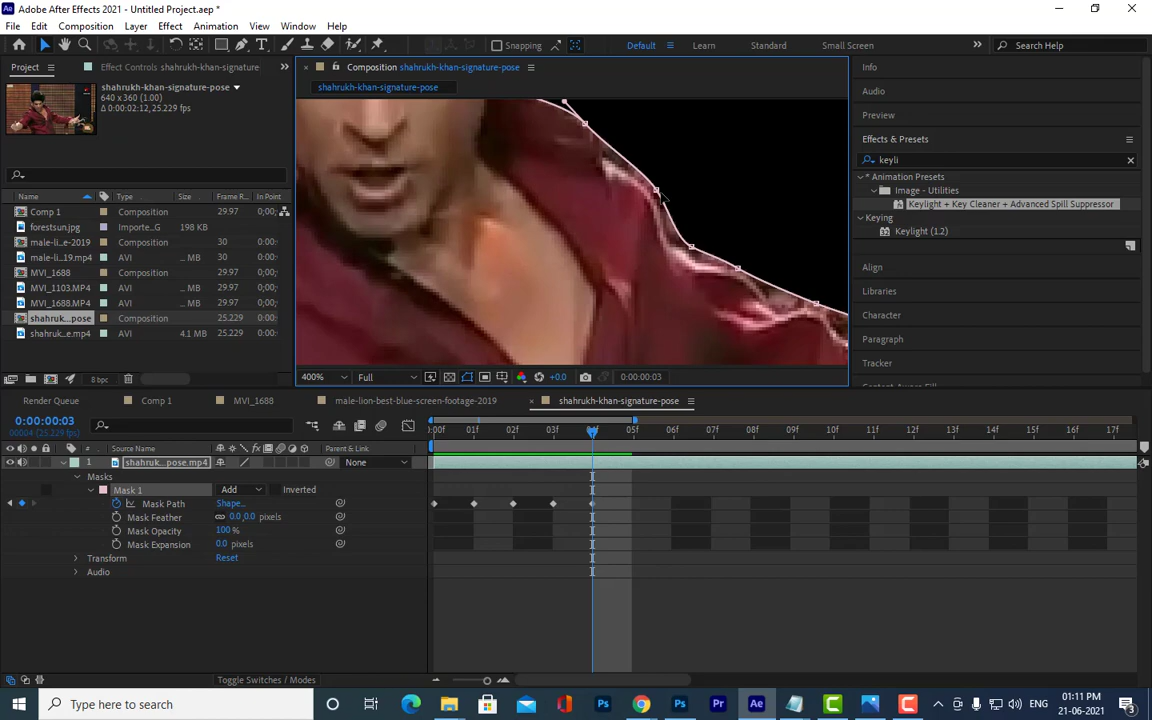 Adobe After Effects 2021 - Untitled Project.aep *
File Edit Composition Layer Effect Animation View Window Help
Snapping
Default Learn Standard Small Screen Search Help
Project Effect Controls shahrukh-khan-signature
shahrukh-khan-signature-pose
640 x 360 (1.00)
Δ 0:00:02:12, 25.229 fps
Name Type Size Frame R... In Point
Comp 1 Composition 29.97 0;00;
forestsun.jpg Importe...G 198 KB
male-li...e-2019 Composition 30 0:00:
male-li...19.mp4 AVI ... MB 30 0:00:
MVI_1688 Composition 29.97 0;00;
MVI_1103.MP4 AVI ... MB 29.97 0;00;
MVI_1688.MP4 AVI ... MB 29.97 0;00;
shahruk...pose Composition 25.229 0:00:
shahruk...e.mp4 AVI 4.1 MB 25.229 0:00:
8 bpc
Composition shahrukh-khan-signature-pose
shahrukh-khan-signature-pose
400% Full +0.0 0:00:00:03
Info
Audio
Preview
Effects & Presets
keyli
* Animation Presets
Image - Utilities
Keylight + Key Cleaner + Advanced Spill Suppressor
Keying
Keylight (1.2)
Align
Libraries
Character
Paragraph
Tracker
Content-Aware Fill
Render Queue Comp 1 MVI_1688 male-lion-best-blue-screen-footage-2019 shahrukh-khan-signature-pose
0:00:00:03
00004 (25.229 fps)
:00f 01f 02f 03f 04f 05f 06f 07f 08f 09f 10f 11f 12f 13f 14f 15f 16f 17f
# Source Name Parent & Link
1 shahruk...pose.mp4 None
Masks
Mask 1 Add Inverted
Mask Path Shape...
Mask Feather 0.0,0.0 pixels
Mask Opacity 100%
Mask Expansion 0.0 pixels
Transform Reset
Audio
Toggle Switches / Modes
Type here to search
ENG
01:11 PM
21-06-2021
3